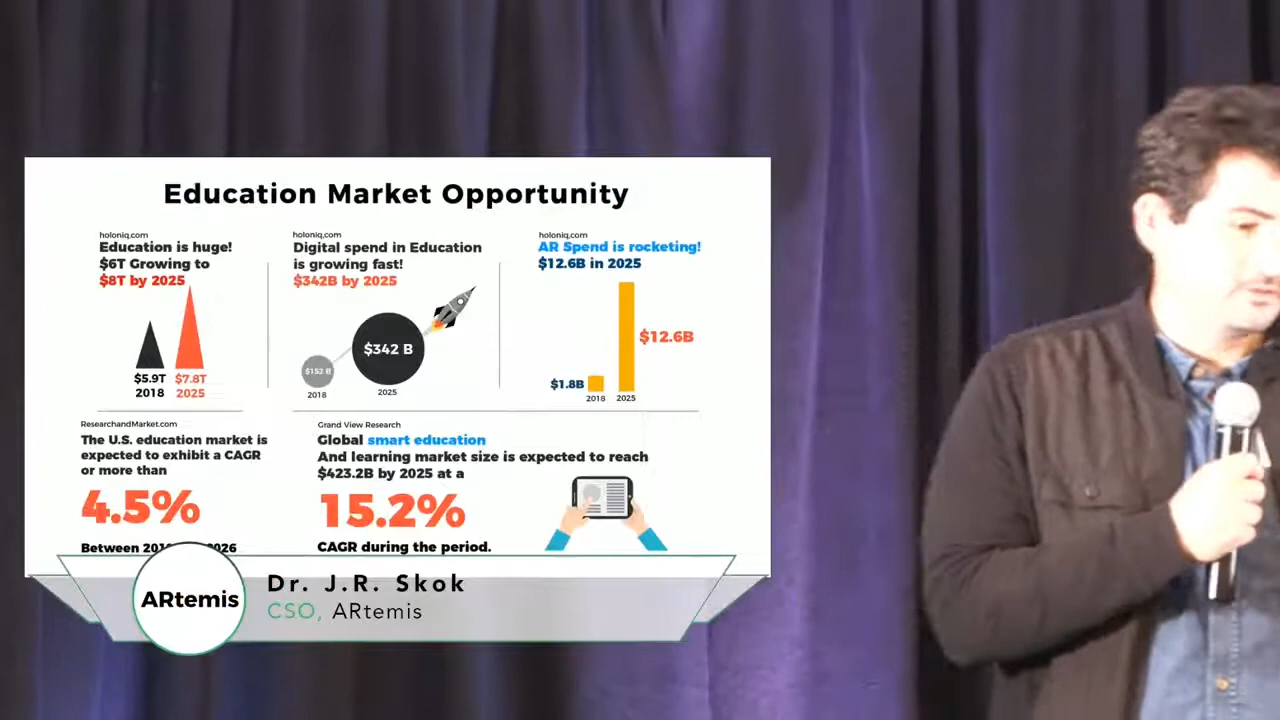 Education Market Opportunity
holoniq.com
Education is huge!
$6T Growing to
$8T by 2025
$5.9T
2018
$7.8T
2025
holoniq.com
Digital spend in Education
is growing fast!
$342B by 2025
$152 B
2018
$342 B
2025
holoniq.com
AR Spend is rocketing!
$12.6B in 2025
$1.8B
$12.6B
2018
2025
ResearchandMarket.com
The U.S. education market is
expected to exhibit a CAGR
or more than
4.5%
Between 2026
Grand View Research
Global smart education
And learning market size is expected to reach
$423.2B by 2025 at a
15.2%
CAGR during the period.
ARtemis
Dr. J.R. Skok
CSO, ARtemis